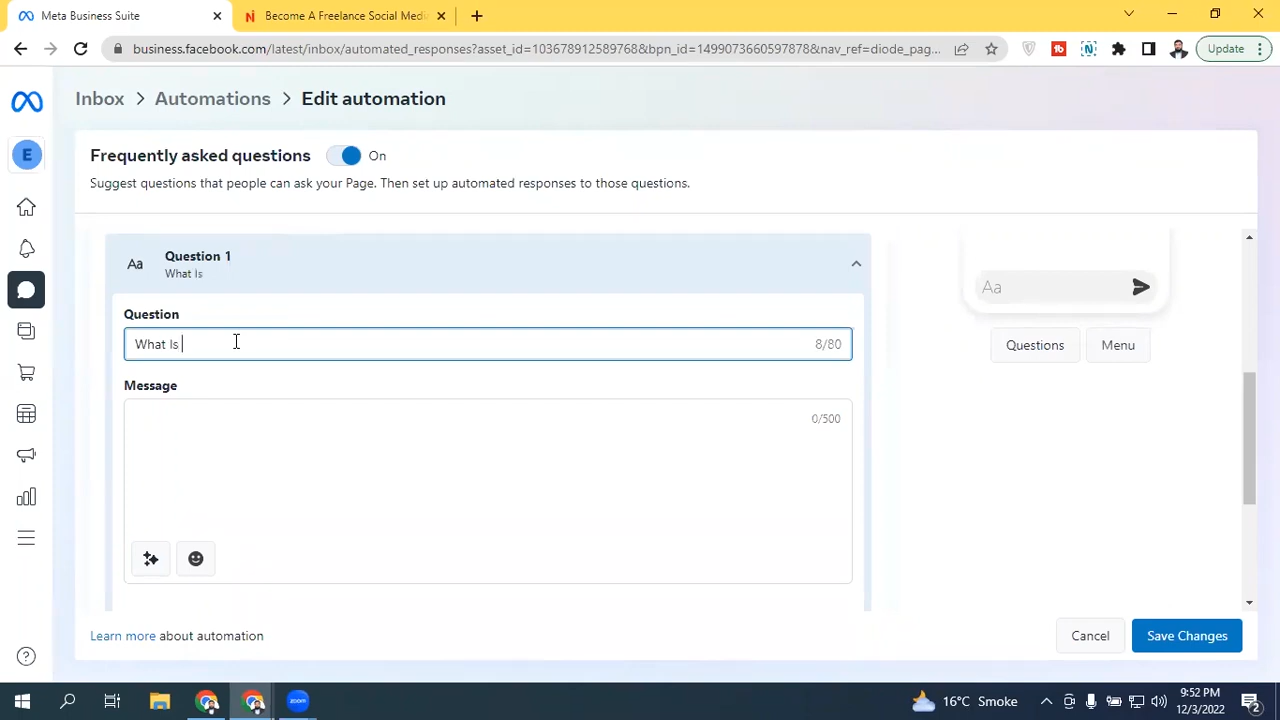 Meta Business Suite
Become A Freelance Social Medi
business.facebook.com/latest/inbox/automated_responses?asset_id=103678912589768&bpn_id=1499073660597878&nav_ref=diode_pag...
Update
Inbox > Automations > Edit automation
E
Frequently asked questions On
Suggest questions that people can ask your Page. Then set up automated responses to those questions.
Aa
Question 1
What Is
Question
What Is 8/80
Message
0/500
Aa
Questions Menu
Learn more about automation
Cancel Save Changes
zoom
16°C Smoke
9:52 PM
12/3/2022
2